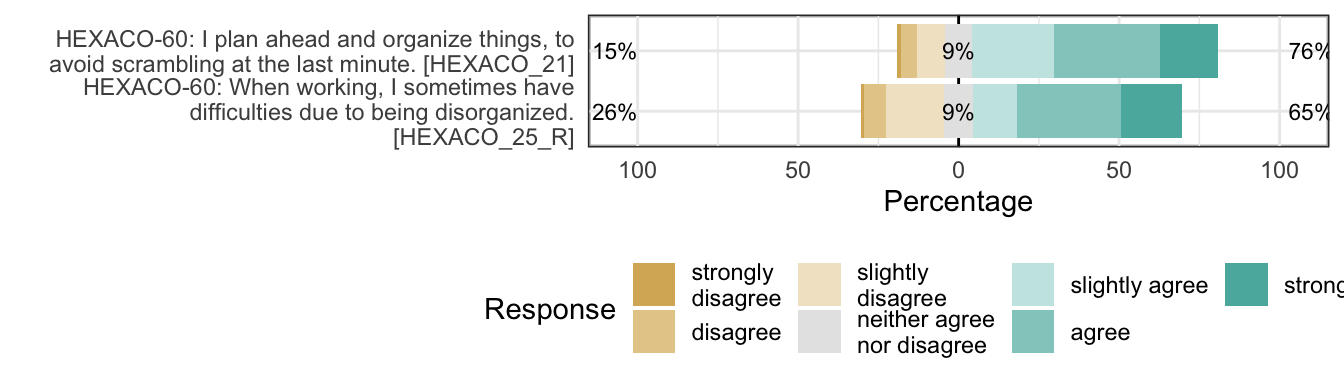 HEXACO-60: I plan ahead and organize things, to
avoid scrambling at the last minute. [HEXACO_21]
15% 9% 76%
HEXACO-60: When working, I sometimes have
difficulties due to being disorganized.
[HEXACO_25_R]
26% 9% 65%
100 50 0 50 100
Percentage
Response
strongly
disagree
disagree
slightly
disagree
neither agree
nor disagree
slightly agree
agree